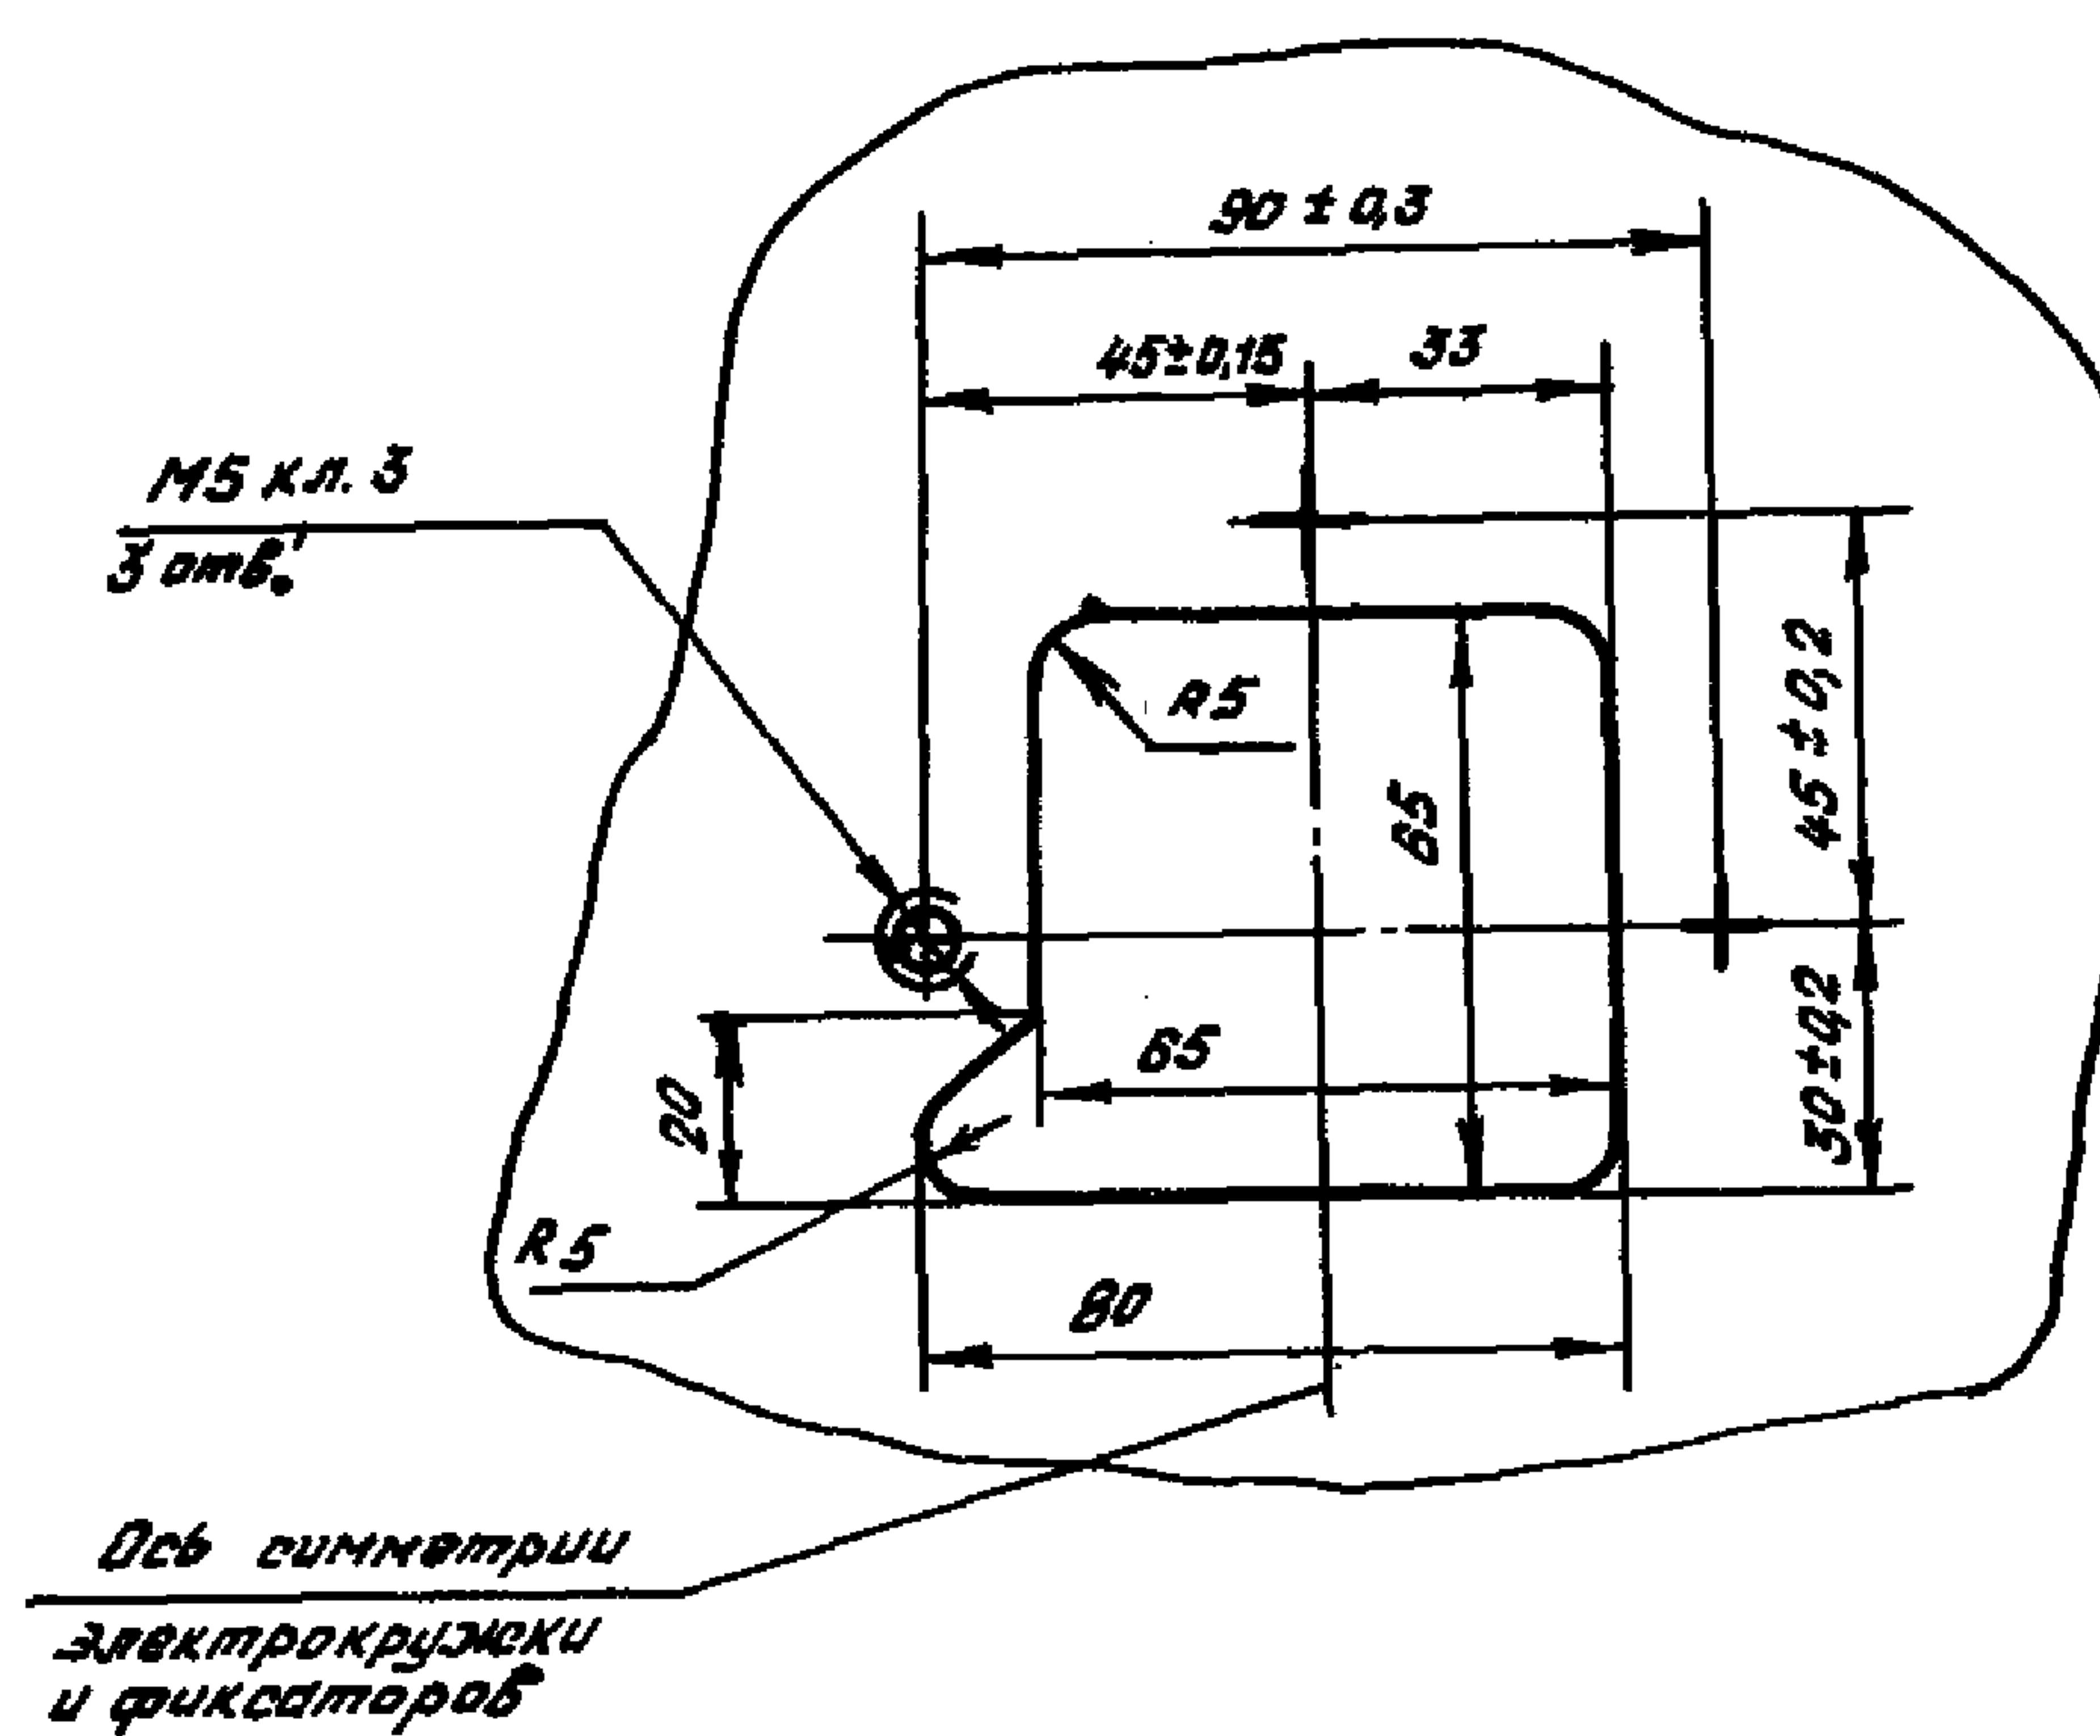 90 ± 0,3
45±0,15
33
М5 кл. 3
3 отв.
R5
45 ± 0,2
65
30 ± 0,2
65
20
R5
80
Ось симметрии
электрокружки
и фиксаторов